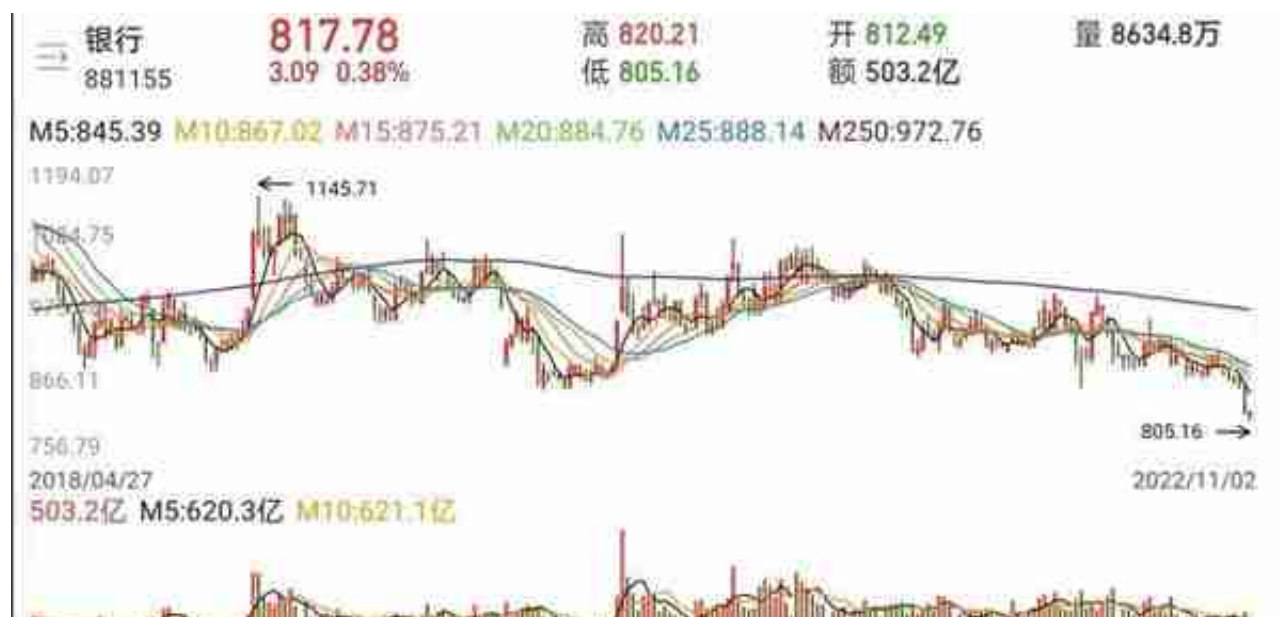 银行 817.78 高 820.21 开 812.49 量 8634.8万
881155 3.09 0.38% 低 805.16 额 503.2亿
M5:845.39 M10:867.02 M15:875.21 M20:884.76 M25:888.14 M250:972.76
1194.07
1145.71
866.11
805.16
756.79
2018/04/27 2022/11/02
503.2亿 M5:620.3亿 M10:621.1亿